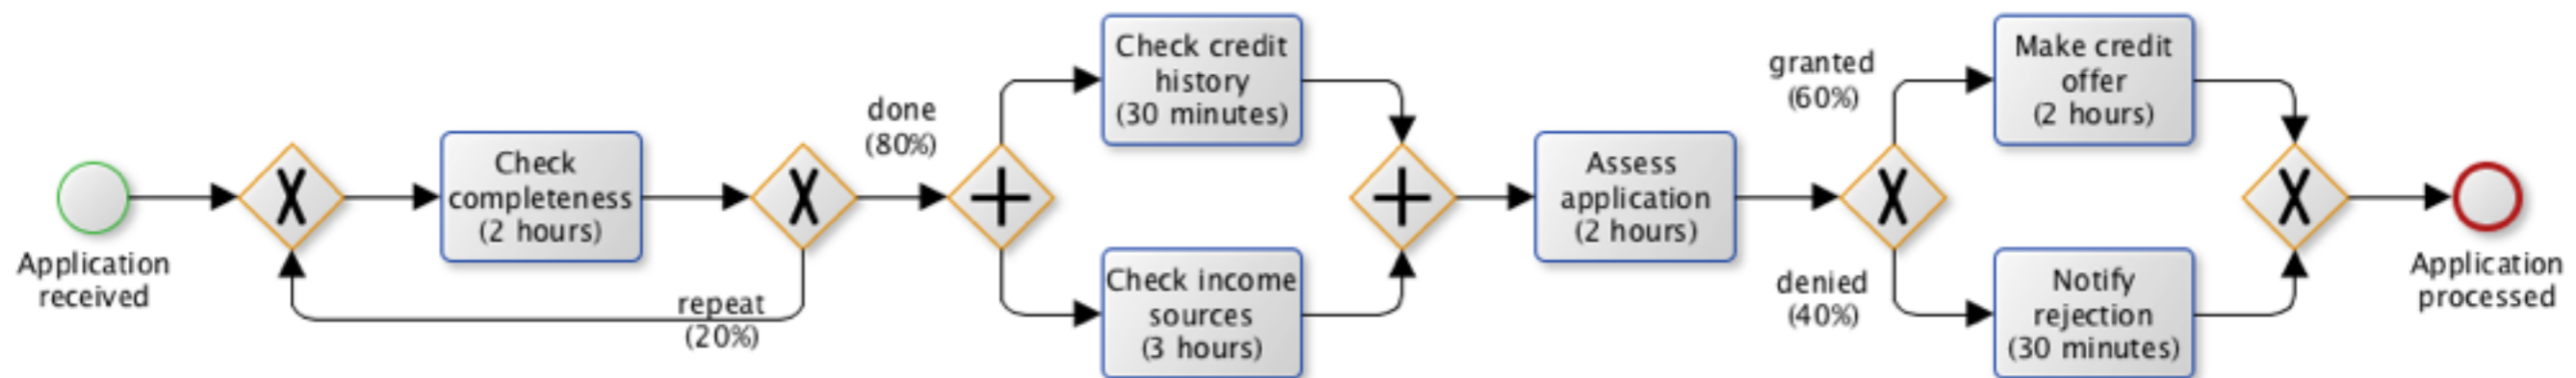 Application
received
Check
completeness
(2 hours)
repeat
(20%)
done
(80%)
Check credit
history
(30 minutes)
Check income
sources
(3 hours)
Assess
application
(2 hours)
granted
(60%)
denied
(40%)
Make credit
offer
(2 hours)
Notify
rejection
(30 minutes)
Application
processed